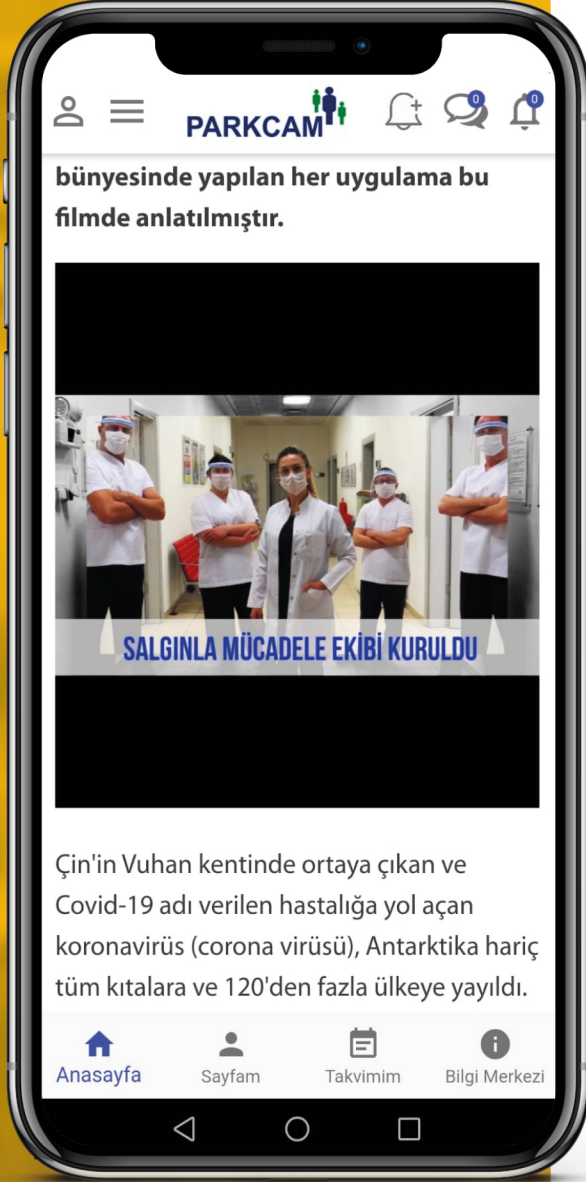 PARKCAM
0
0
bünyesinde yapılan her uygulama bu
filmde anlatılmıştır.
SALGINLA MÜCADELE EKİBİ KURULDU
Çin'in Vuhan kentinde ortaya çıkan ve
Covid-19 adı verilen hastalığa yol açan
koronavirüs (corona virüsü), Antarktika hariç
tüm kıtalara ve 120'den fazla ülkeye yayıldı.
Anasayfa
Sayfam
Takvimim
Bilgi Merkezi